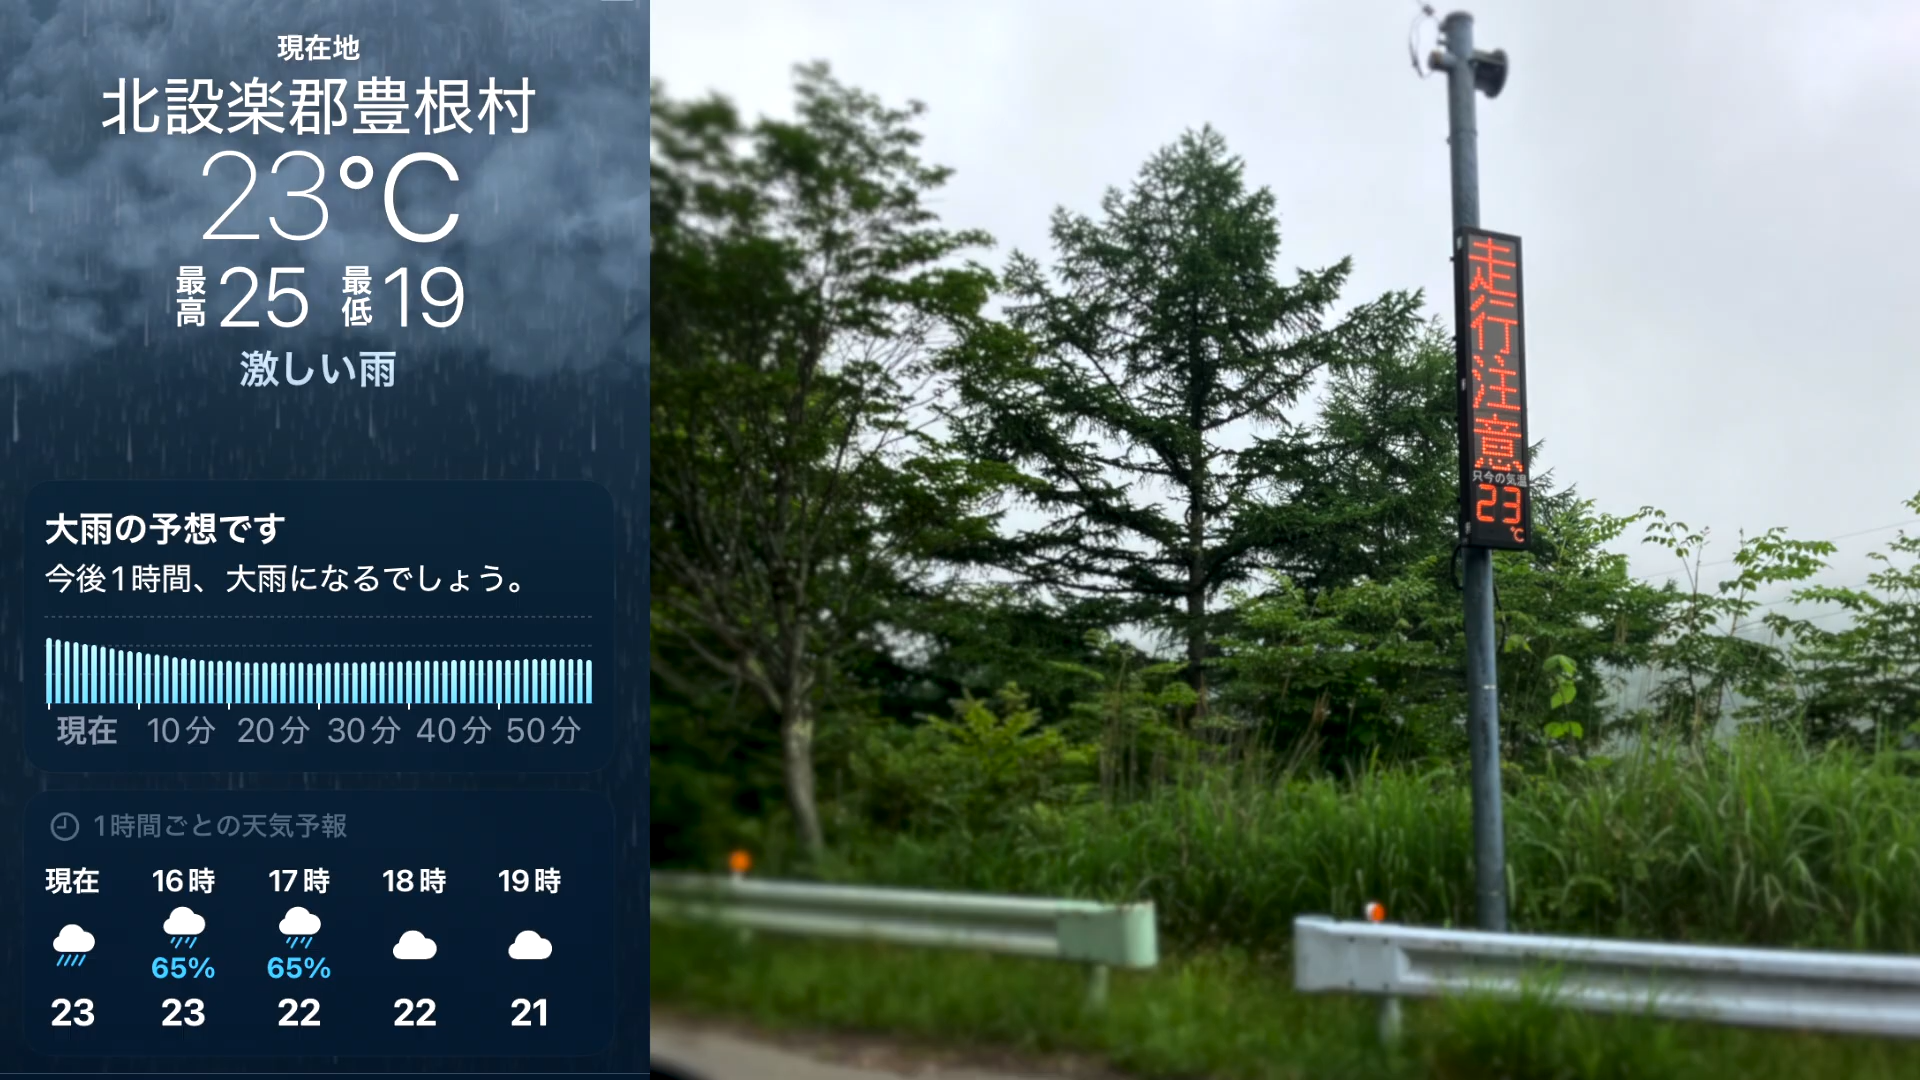 現在地
北設楽郡豊根村
23°C
最高25 最低19
激しい雨
大雨の予想です
今後1時間、大雨になるでしょう。
現在 10分 20分 30分 40分 50分
1時間ごとの天気予報
現在 16時 17時 18時 19時
65% 65%
23 23 22 22 21
走行注意
只今の気温
23
℃